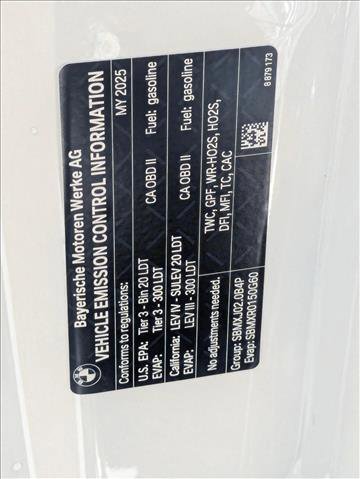 Bayerische Motoren Werke AG
VEHICLE EMISSION CONTROL INFORMATION
Conforms to regulations: MY 2025
U.S. EPA: Tier 3 - Bin 20 LDT CA OBD II Fuel: gasoline
EVAP: Tier 3 - 300 LDT
California: LEV IV - SULEV 20 LDT CA OBD II Fuel: gasoline
EVAP: LEV III - 300 LDT
No adjustments needed. TWC, GPF, WR-HO2S, HO2S,
DFI, MFI, TC, CAC
Group: SBMXJ02.0B4P
Evap: SBMXR0150G60
8 879 173
BMW